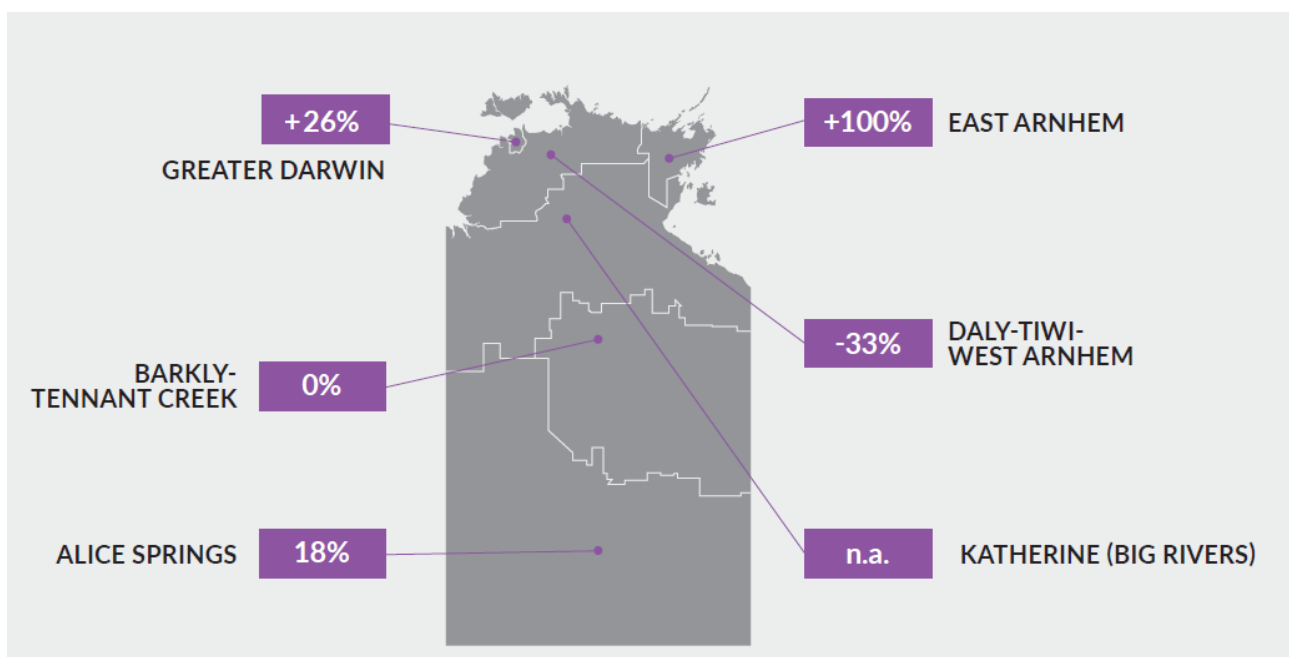 +26%
GREATER DARWIN
+100%
EAST ARNHEM
BARKLY-
TENNANT CREEK
0%
-33%
DALY-TIWI-
WEST ARNHEM
ALICE SPRINGS
18%
n.a.
KATHERINE (BIG RIVERS)